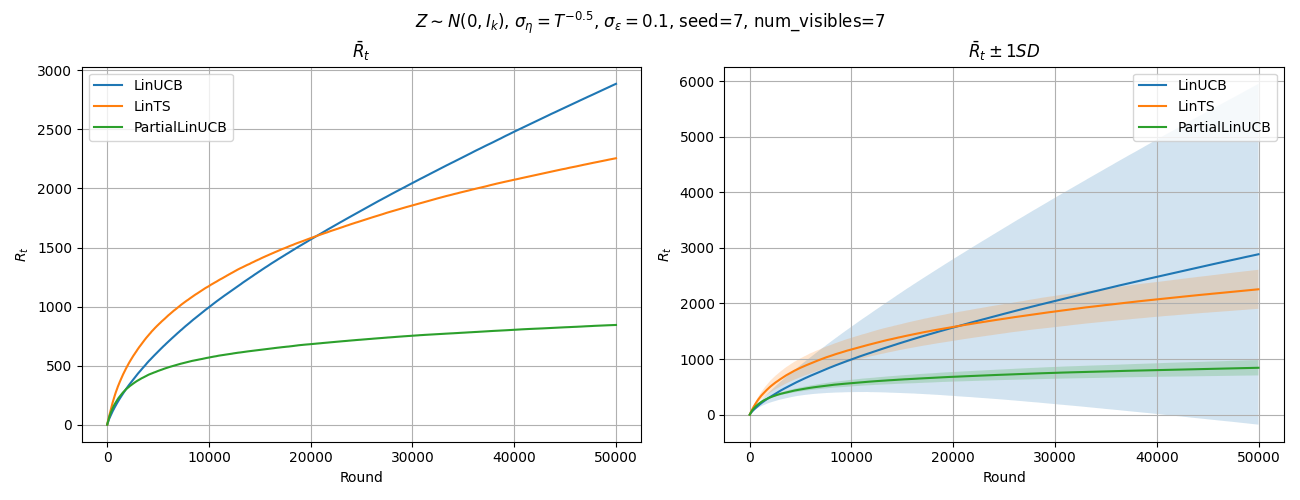 Z ∼ N(0, I_k), σ_η = T^{−0.5}, σ_ε = 0.1, seed=7, num_visibles=7
R̄_t
3000
2500
2000
1500
1000
500
0
R_t
LinUCB
LinTS
PartialLinUCB
0 10000 20000 30000 40000 50000
Round
R̄_t ± 1SD
6000
5000
4000
3000
2000
1000
0
R_t
LinUCB
LinTS
PartialLinUCB
0 10000 20000 30000 40000 50000
Round